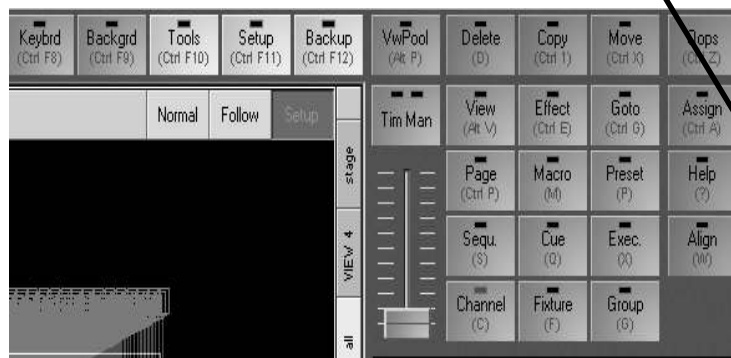 Keybrd Backgrd Tools Setup Backup VwPool Delete Copy Move Oops
(Ctrl F8) (Ctrl F9) (Ctrl F10) (Ctrl F11) (Ctrl F12) (Alt P) (D) (Ctrl 1) (Ctrl X) (Ctrl Z)
Normal Follow Setup Tim Man View Effect Goto Assign
(Alt V) (Ctrl E) (Ctrl G) (Ctrl A)
stage
Page Macro Preset Help
(Ctrl P) (M) (P) (?)
VIEW 4
Sequ. Cue Exec. Align
(S) (Q) (X) (W)
Channel Fixture Group
(C) (F) (G)
all